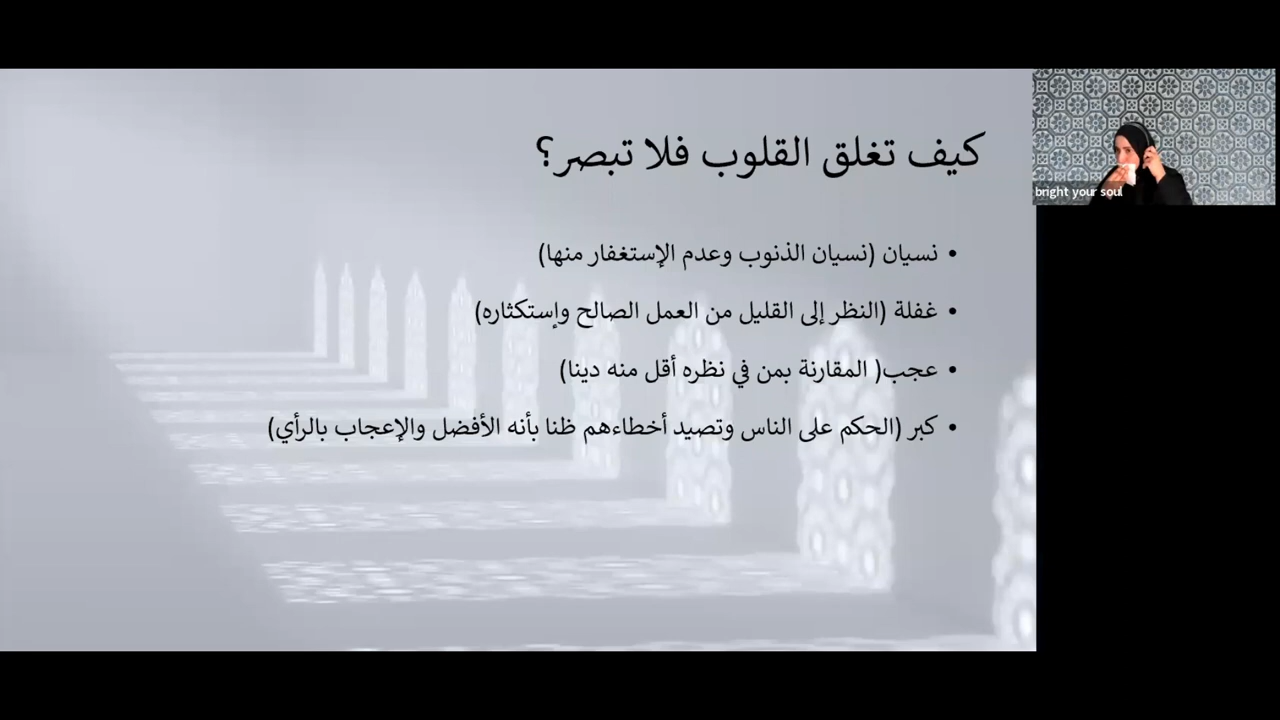 كيف تغلق القلوب فلا تبصر؟
• نسيان (نسيان الذنوب وعدم الإستغفار منها)
• غفلة (النظر إلى القليل من العمل الصالح وإستكثاره)
• عجب( المقارنة بمن في نظره أقل منه دينا)
• كبر (الحكم على الناس وتصيد أخطاءهم ظنا بأنه الأفضل والإعجاب بالرأي)
bright your soul